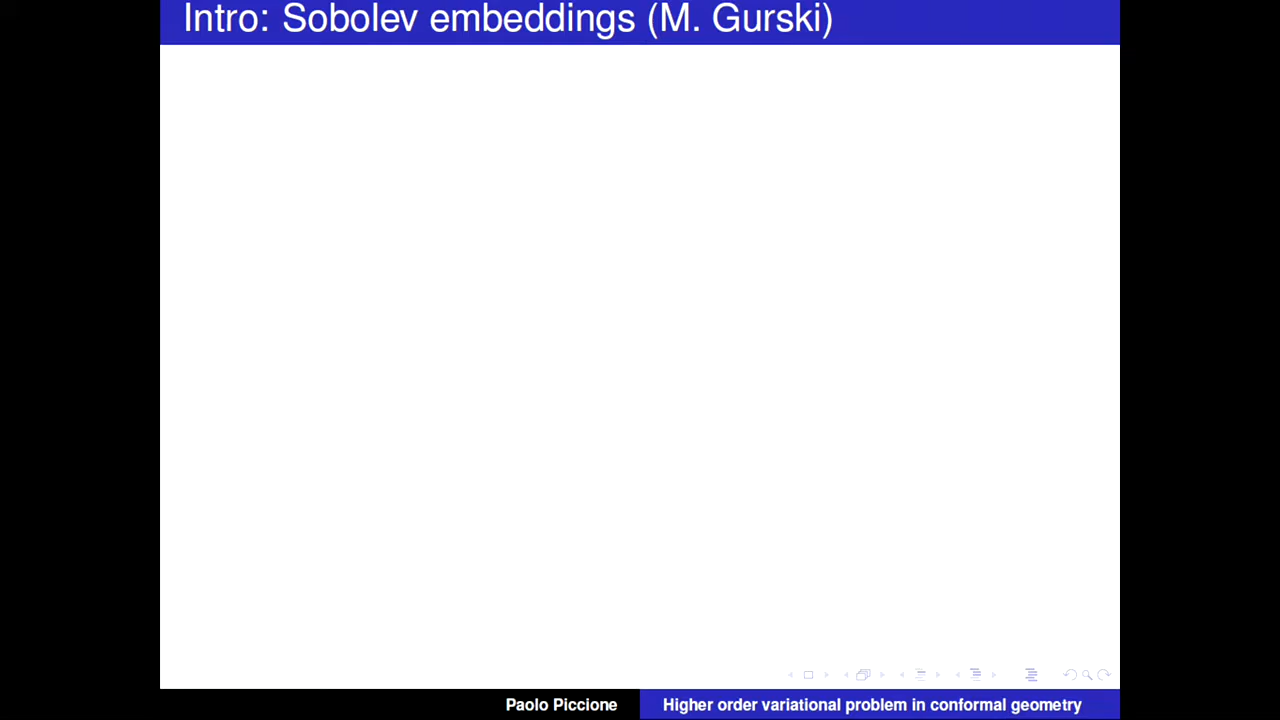 Intro: Sobolev embeddings (M. Gurski)
Paolo Piccione
Higher order variational problem in conformal geometry